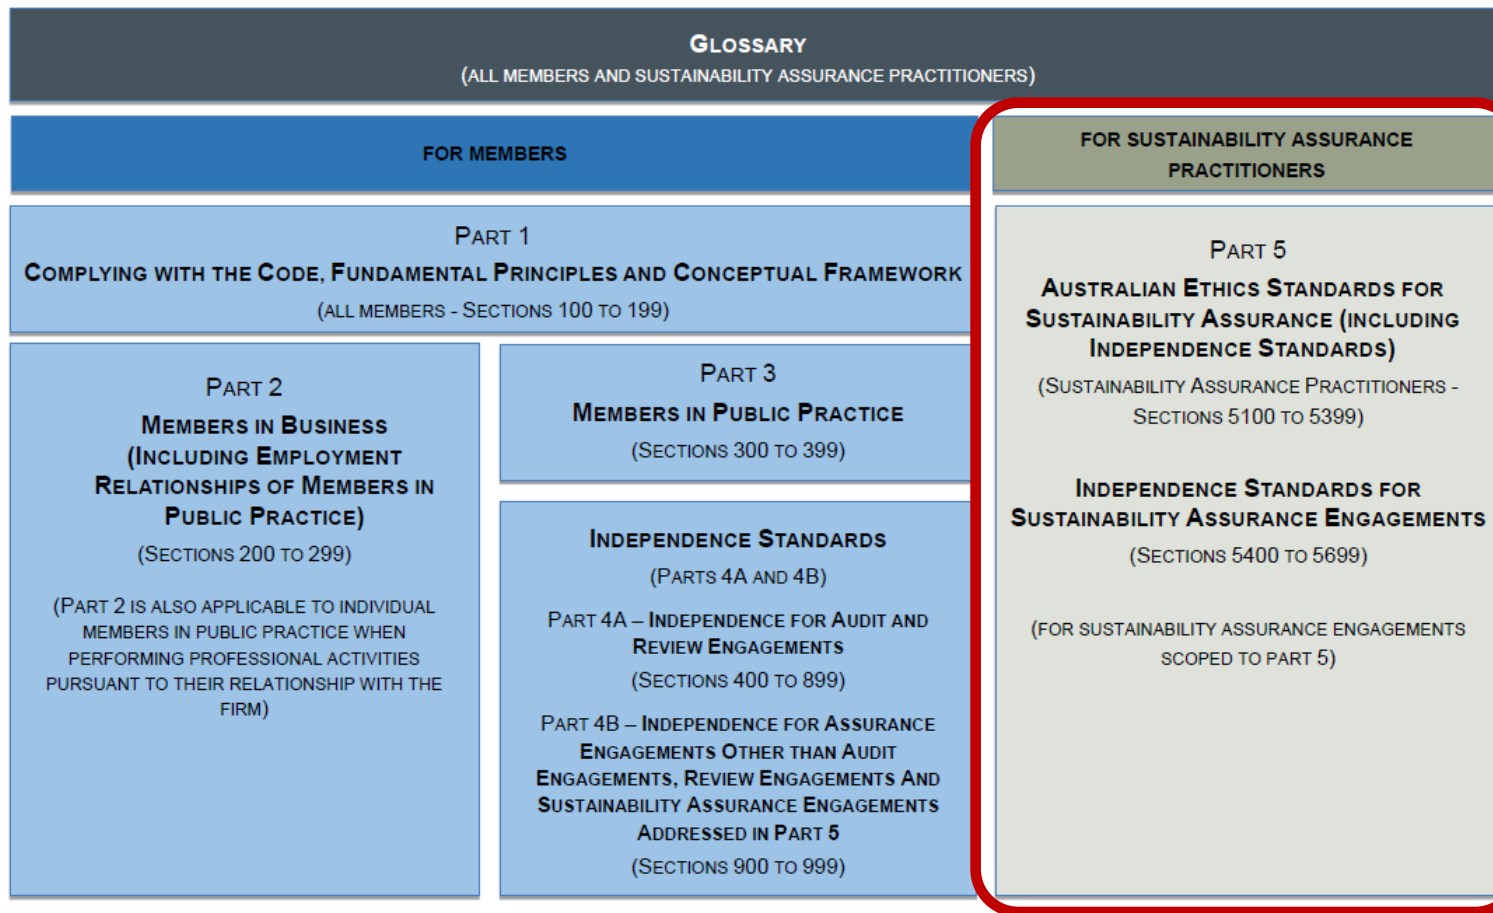 GLOSSARY
(ALL MEMBERS AND SUSTAINABILITY ASSURANCE PRACTITIONERS)
FOR MEMBERS
FOR SUSTAINABILITY ASSURANCE
PRACTITIONERS
PART 1
COMPLYING WITH THE CODE, FUNDAMENTAL PRINCIPLES AND CONCEPTUAL FRAMEWORK
(ALL MEMBERS - SECTIONS 100 TO 199)
PART 2
MEMBERS IN BUSINESS
(INCLUDING EMPLOYMENT
RELATIONSHIPS OF MEMBERS IN
PUBLIC PRACTICE)
(SECTIONS 200 TO 299)
(PART 2 IS ALSO APPLICABLE TO INDIVIDUAL
MEMBERS IN PUBLIC PRACTICE WHEN
PERFORMING PROFESSIONAL ACTIVITIES
PURSUANT TO THEIR RELATIONSHIP WITH THE
FIRM)
PART 3
MEMBERS IN PUBLIC PRACTICE
(SECTIONS 300 TO 399)
INDEPENDENCE STANDARDS
(PARTS 4A AND 4B)
PART 4A – INDEPENDENCE FOR AUDIT AND
REVIEW ENGAGEMENTS
(SECTIONS 400 TO 899)
PART 4B – INDEPENDENCE FOR ASSURANCE
ENGAGEMENTS OTHER THAN AUDIT
ENGAGEMENTS, REVIEW ENGAGEMENTS AND
SUSTAINABILITY ASSURANCE ENGAGEMENTS
ADDRESSED IN PART 5
(SECTIONS 900 TO 999)
PART 5
AUSTRALIAN ETHICS STANDARDS FOR
SUSTAINABILITY ASSURANCE (INCLUDING
INDEPENDENCE STANDARDS)
(SUSTAINABILITY ASSURANCE PRACTITIONERS -
SECTIONS 5100 TO 5399)
INDEPENDENCE STANDARDS FOR
SUSTAINABILITY ASSURANCE ENGAGEMENTS
(SECTIONS 5400 TO 5699)
(FOR SUSTAINABILITY ASSURANCE ENGAGEMENTS
SCOPED TO PART 5)